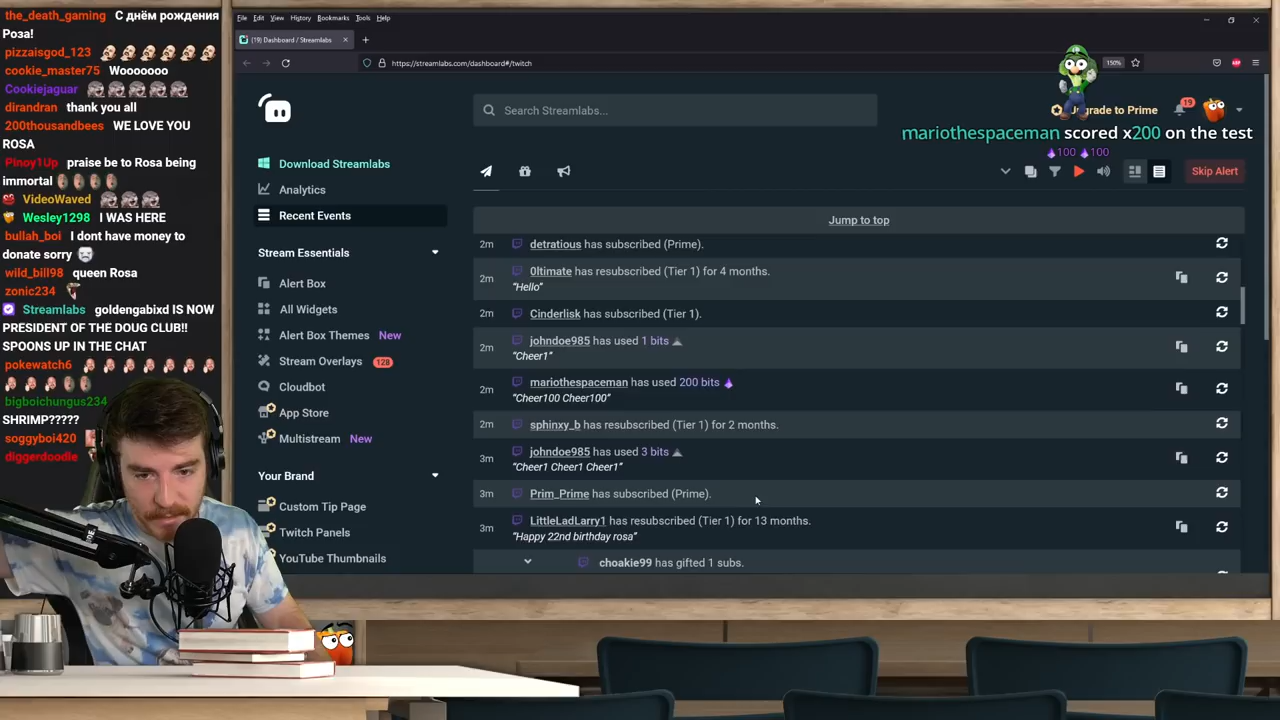 the_death_gaming С днём рождения
Роза!
pizzaisgod_123
cookie_master75 Wooooooo
Cookiejaguar
dirandran thank you all
200thousandbees WE LOVE YOU
ROSA
Plnoy1Up praise be to Rosa being
immortal
VideoWaved
Wesley1298 I WAS HERE
bullah_boi I dont have money to
donate sorry
wild_bill98 queen Rosa
zonic234
Streamlabs goldengabixd IS NOW
PRESIDENT OF THE DOUG CLUB!!
SPOONS UP IN THE CHAT
pokewatch6
bigboichungus234
SHRIMP?????
soggyboi420
diggerdoodle
File Edit View History Bookmarks Tools Help
(19) Dashboard / Streamlabs
https://streamlabs.com/dashboard#/twitch
150%
Search Streamlabs...
Upgrade to Prime
19
mariothespaceman scored x200 on the test
100 100
Skip Alert
Download Streamlabs
Analytics
Recent Events
Stream Essentials
Alert Box
All Widgets
Alert Box Themes New
Stream Overlays 128
Cloudbot
App Store
Multistream New
Your Brand
Custom Tip Page
Twitch Panels
YouTube Thumbnails
Jump to top
2m detratious has subscribed (Prime).
2m 0ltimate has resubscribed (Tier 1) for 4 months.
"Hello"
2m Cinderlisk has subscribed (Tier 1).
2m johndoe985 has used 1 bits
"Cheer1"
2m mariothespaceman has used 200 bits
"Cheer100 Cheer100"
2m sphinxy_b has resubscribed (Tier 1) for 2 months.
3m johndoe985 has used 3 bits
"Cheer1 Cheer1 Cheer1"
3m Prim_Prime has subscribed (Prime).
3m LittleLadLarry1 has resubscribed (Tier 1) for 13 months.
"Happy 22nd birthday rosa"
choakie99 has gifted 1 subs.